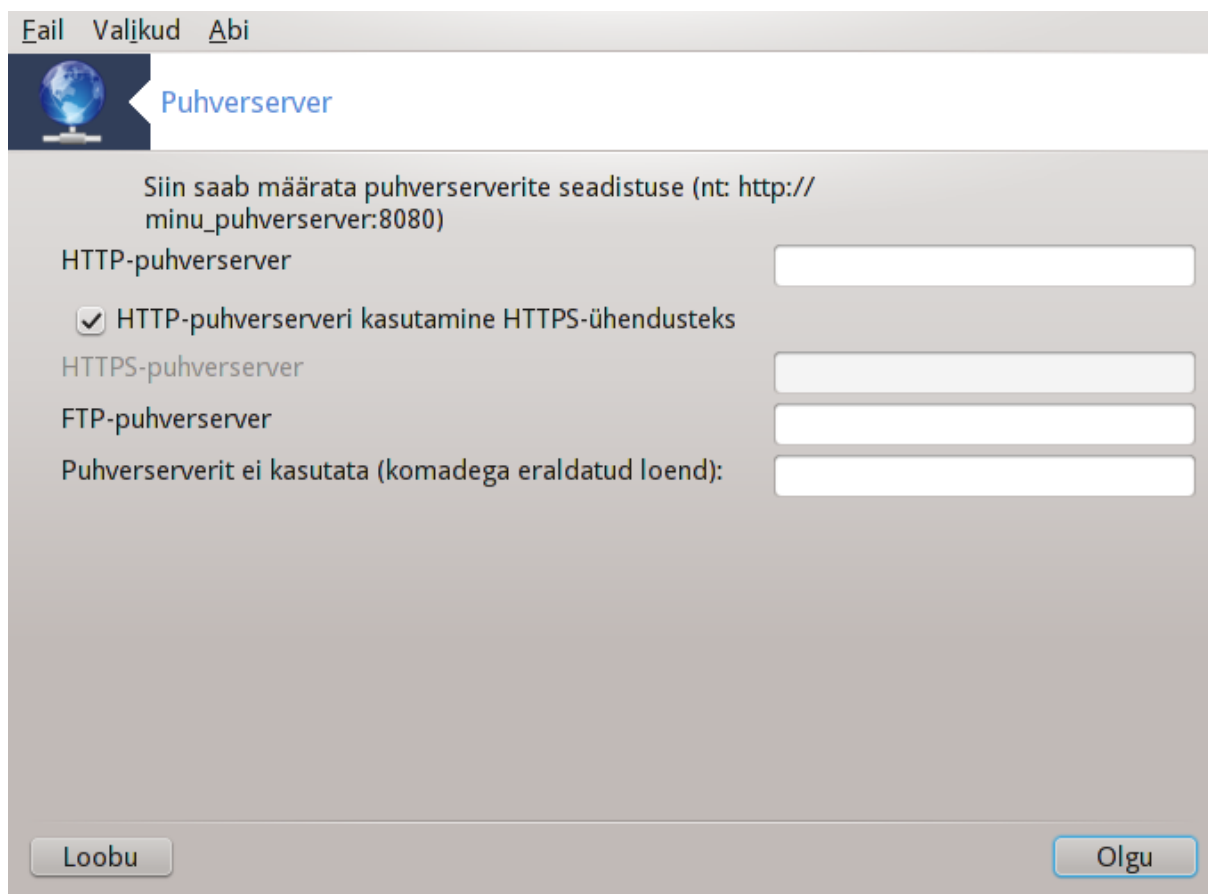 Fail Valikud Abi
Puhverserver
Siin saab määrata puhverserverite seadistuse (nt: http://
minu_puhverserver:8080)
HTTP-puhverserver
HTTP-puhverserveri kasutamine HTTPS-ühendusteks
HTTPS-puhverserver
FTP-puhverserver
Puhverserverit ei kasutata (komadega eraldatud loend):
Loobu Olgu